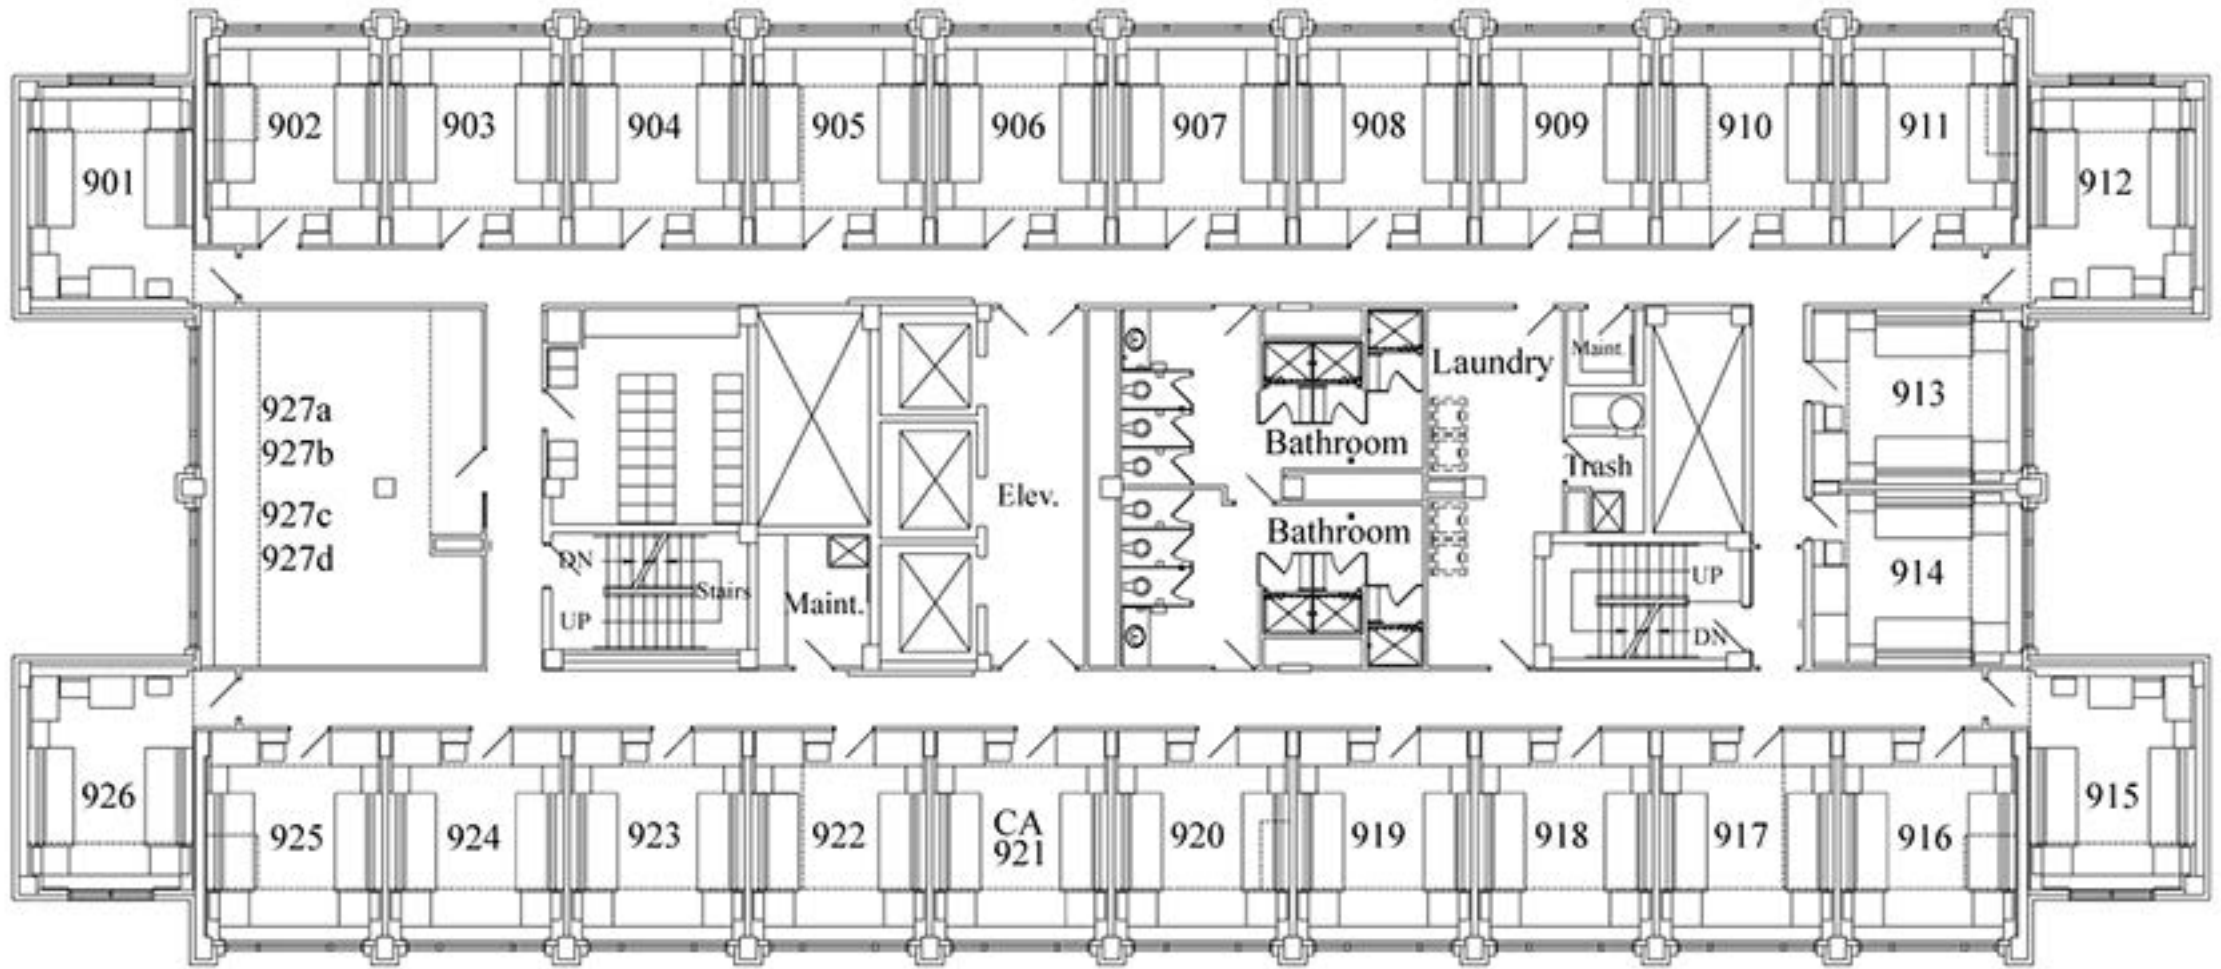 902
903
904
905
906
907
908
909
910
911
901
912
Laundry
Maint.
913
927a
927b
927c
927d
Bathroom
Trash
Elev.
Bathroom
DN
Stairs
UP
Maint.
UP
DN
914
926
915
925
924
923
922
CA
921
920
919
918
917
916